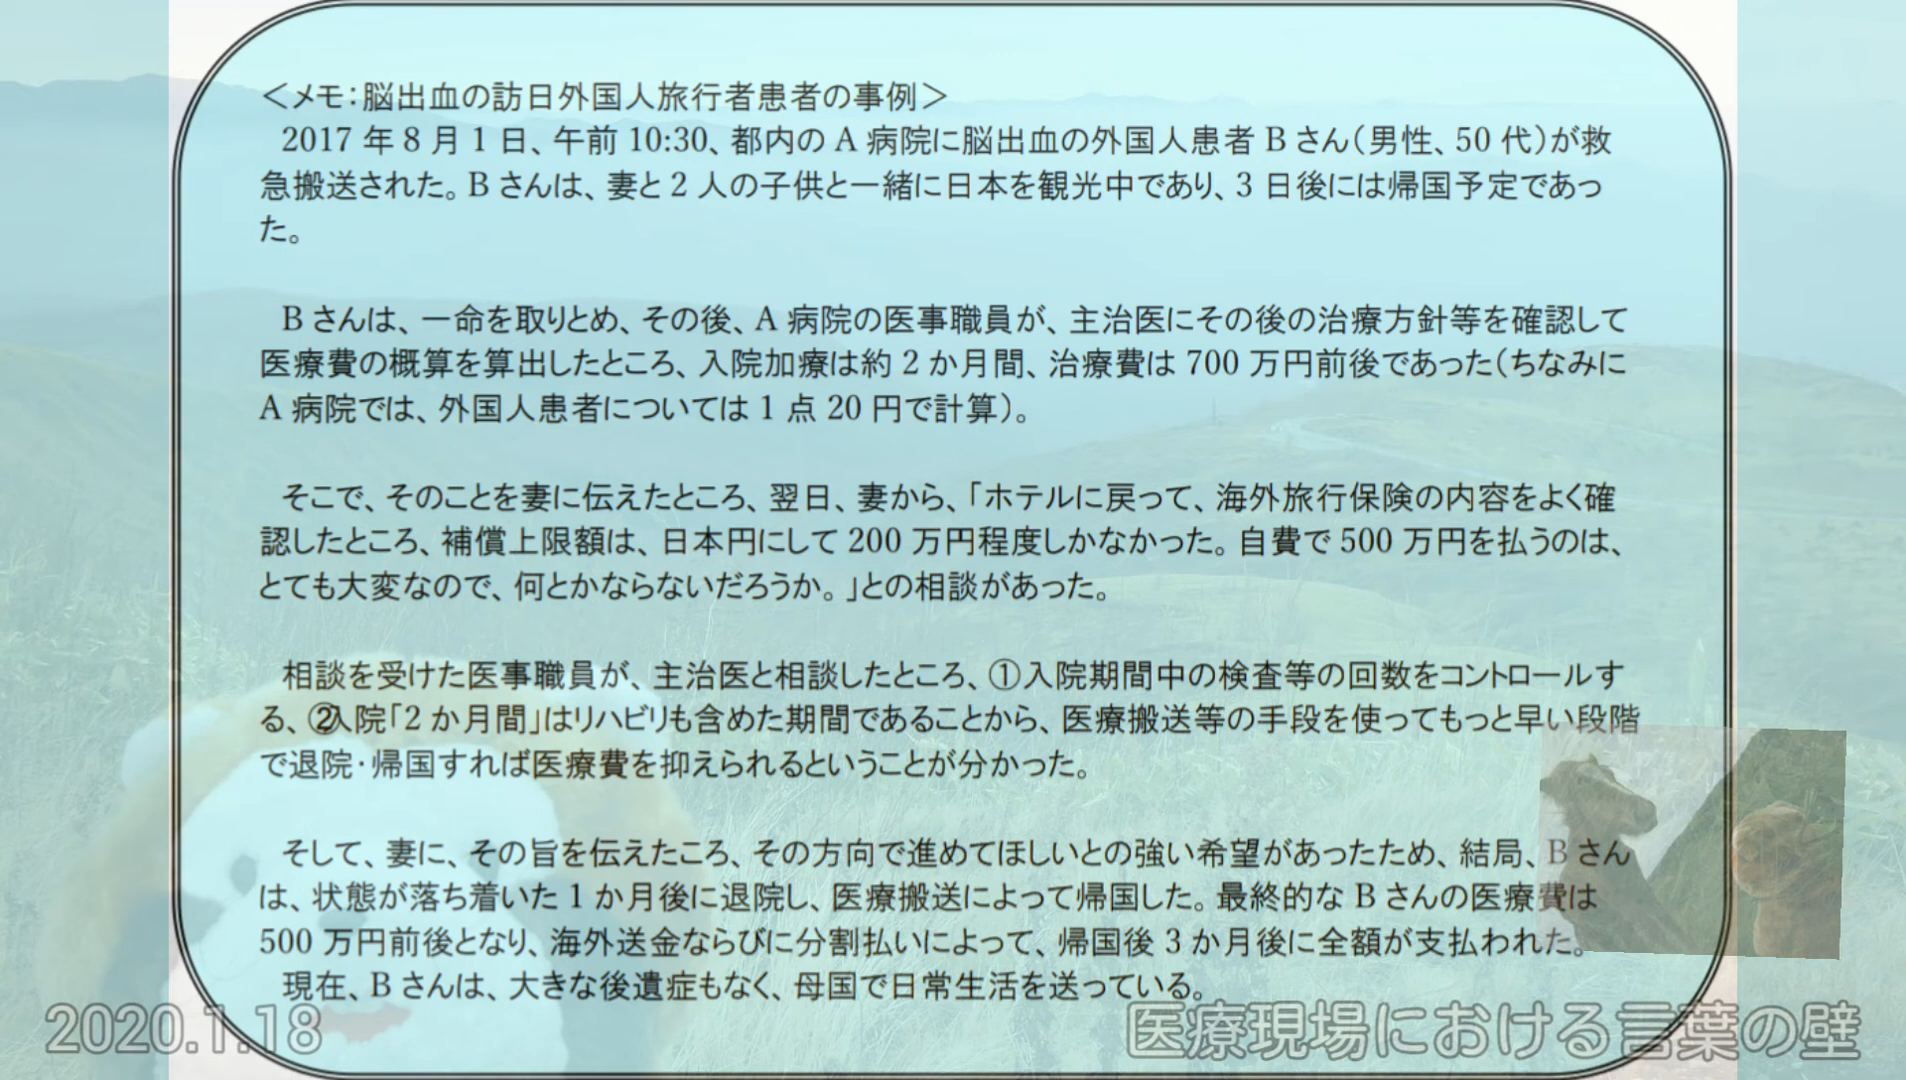 ＜メモ：脳出血の訪日外国人旅行者患者の事例＞
2017 年 8 月 1 日、午前 10:30、都内の A 病院に脳出血の外国人患者 B さん（男性、50 代）が救
急搬送された。B さんは、妻と 2 人の子供と一緒に日本を観光中であり、3 日後には帰国予定であっ
た。
B さんは、一命を取りとめ、その後、A 病院の医事職員が、主治医にその後の治療方針等を確認して
医療費の概算を算出したところ、入院加療は約 2 か月間、治療費は 700 万円前後であった（ちなみに
A 病院では、外国人患者については 1 点 20 円で計算）。
そこで、そのことを妻に伝えたところ、翌日、妻から、「ホテルに戻って、海外旅行保険の内容をよく確
認したところ、補償上限額は、日本円にして 200 万円程度しかなかった。自費で 500 万円を払うのは、
とても大変なので、何とかならないだろうか。」との相談があった。
相談を受けた医事職員が、主治医と相談したところ、①入院期間中の検査等の回数をコントロールす
る、②入院「2 か月間」はリハビリも含めた期間であることから、医療搬送等の手段を使ってもっと早い段階
で退院・帰国すれば医療費を抑えられるということが分かった。
そして、妻に、その旨を伝えたころ、その方向で進めてほしいとの強い希望があったため、結局、B さん
は、状態が落ち着いた 1 か月後に退院し、医療搬送によって帰国した。最終的な B さんの医療費は
500 万円前後となり、海外送金ならびに分割払いによって、帰国後 3 か月後に全額が支払われた。
現在、B さんは、大きな後遺症もなく、母国で日常生活を送っている。
2020.1.18
医療現場における言葉の壁